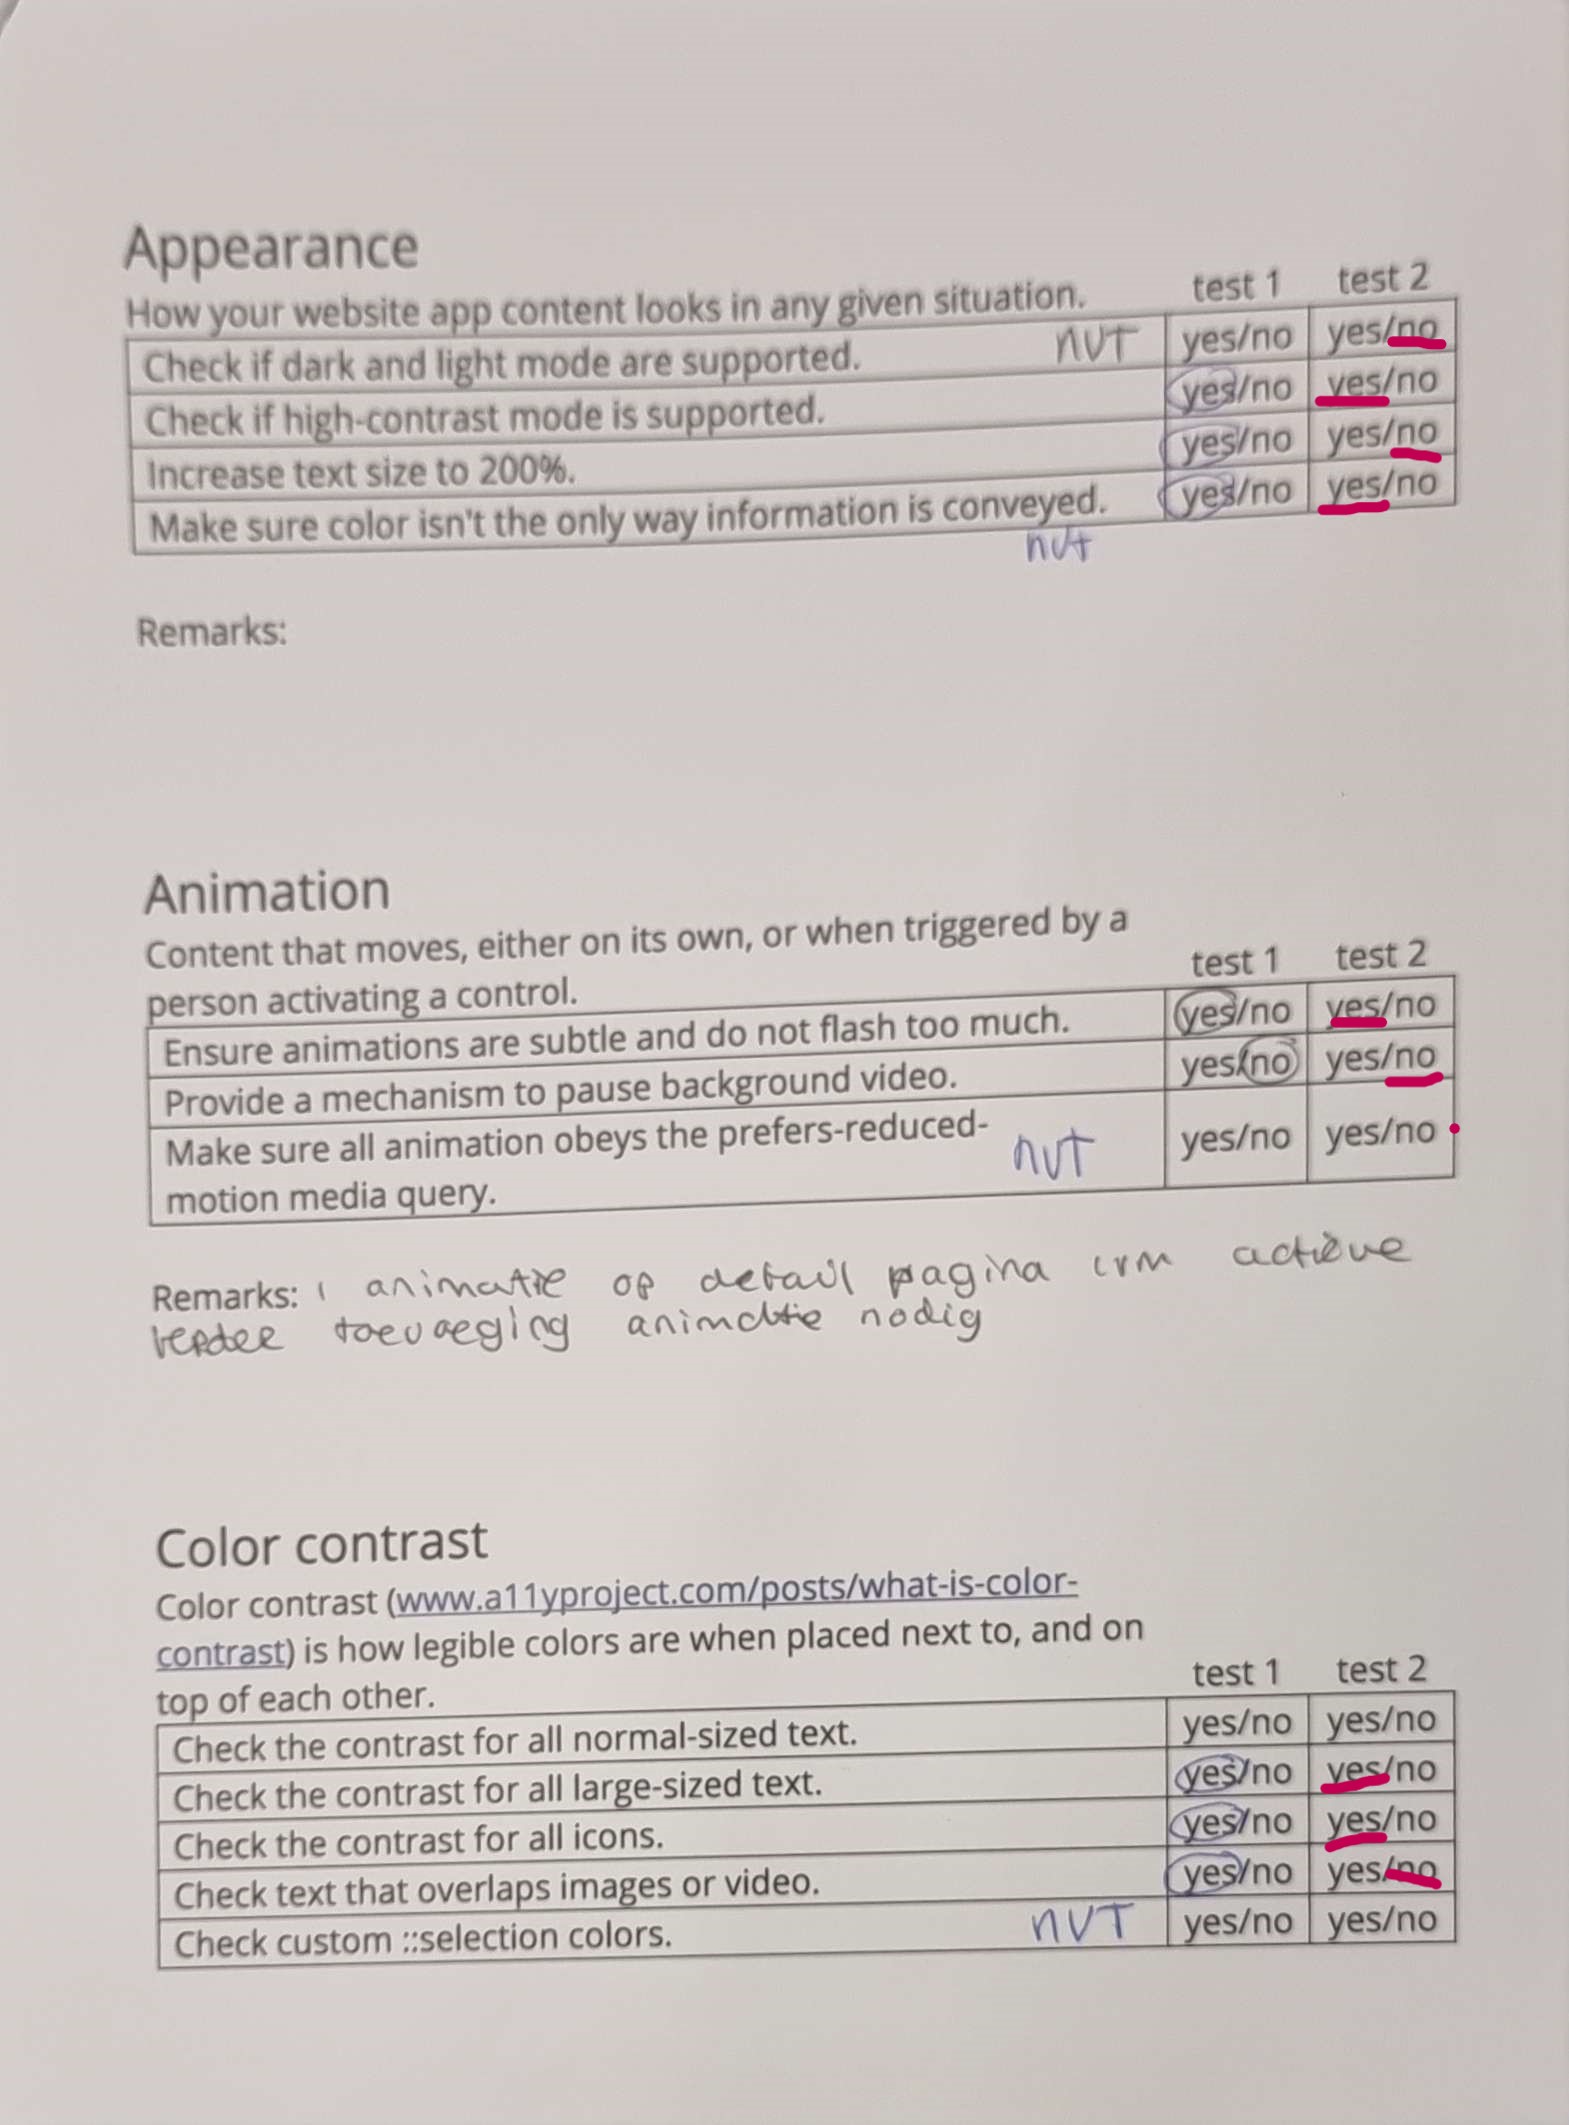 Appearance
How your website app content looks in any given situation. test 1 test 2
Check if dark and light mode are supported. nvt yes/no yes/no
Check if high-contrast mode is supported. yes/no yes/no
Increase text size to 200%. yes/no yes/no
Make sure color isn't the only way information is conveyed. yes/no yes/no
nvt
Remarks:
Animation
Content that moves, either on its own, or when triggered by a
person activating a control. test 1 test 2
Ensure animations are subtle and do not flash too much. yes/no yes/no
Provide a mechanism to pause background video. yes/no yes/no
Make sure all animation obeys the prefers-reduced-
motion media query. nvt yes/no yes/no
Remarks: 1 animatie op detail pagina crm actieve
animatie nodig
Color contrast
Color contrast (www.a11yproject.com/posts/what-is-color-
contrast) is how legible colors are when placed next to, and on
top of each other. test 1 test 2
Check the contrast for all normal-sized text. yes/no yes/no
Check the contrast for all large-sized text. yes/no yes/no
Check the contrast for all icons. yes/no yes/no
Check text that overlaps images or video. yes/no yes/no
Check custom ::selection colors. NVT yes/no yes/no